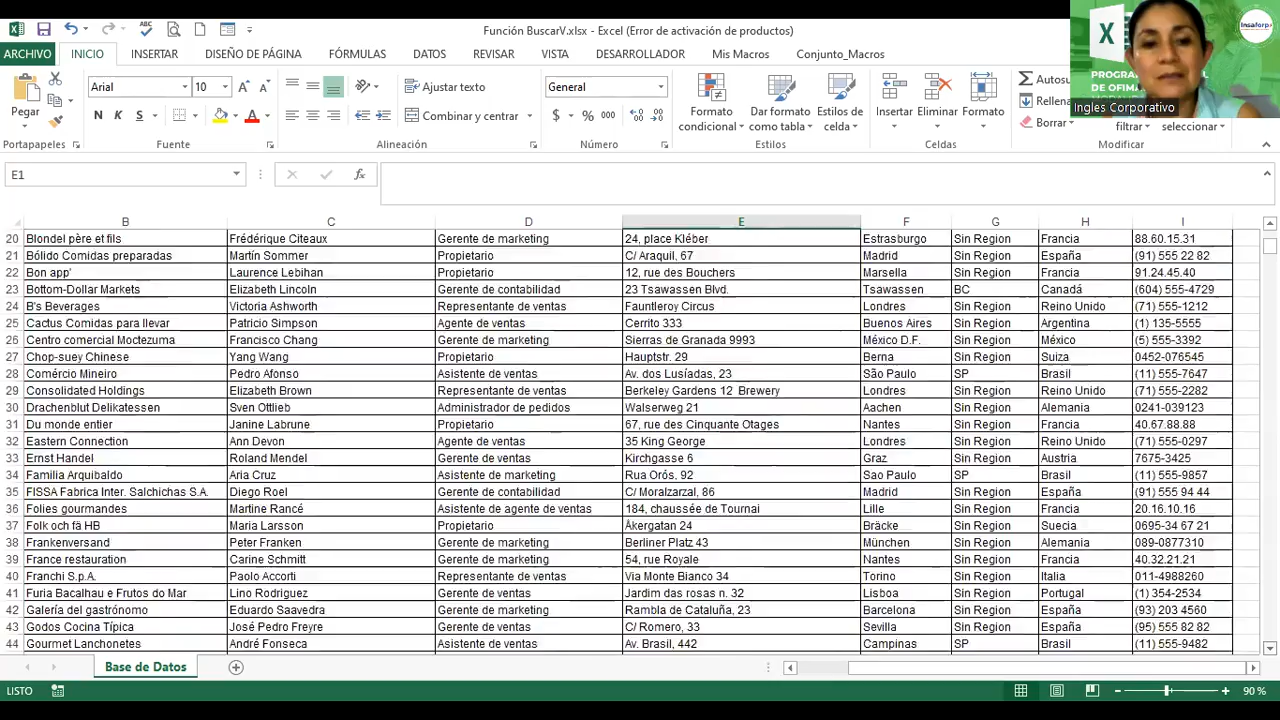 Función BuscarV.xlsx - Excel (Error de activación de productos)
Insaforp
ARCHIVO INICIO INSERTAR DISEÑO DE PÁGINA FÓRMULAS DATOS REVISAR VISTA DESARROLLADOR Mis Macros Conjunto_Macros
Pegar
Arial 10
N K S
Ajustar texto
Combinar y centrar
General
$ % 000
Formato condicional
Dar formato como tabla
Estilos de celda
Insertar Eliminar Formato
Autosu
Rellena
Borrar
filtrar seleccionar
Ingles Corporativo
Portapapeles Fuente Alineación Número Estilos Celdas Modificar
E1 fx
B C D E F G H I
20 Blondel père et fils Frédérique Citeaux Gerente de marketing 24, place Kléber Estrasburgo Sin Region Francia 88.60.15.31
21 Bólido Comidas preparadas Martín Sommer Propietario C/ Araquil, 67 Madrid Sin Region España (91) 555 22 82
22 Bon app' Laurence Lebihan Propietario 12, rue des Bouchers Marsella Sin Region Francia 91.24.45.40
23 Bottom-Dollar Markets Elizabeth Lincoln Gerente de contabilidad 23 Tsawassen Blvd. Tsawassen BC Canadá (604) 555-4729
24 B's Beverages Victoria Ashworth Representante de ventas Fauntleroy Circus Londres Sin Region Reino Unido (71) 555-1212
25 Cactus Comidas para llevar Patricio Simpson Agente de ventas Cerrito 333 Buenos Aires Sin Region Argentina (1) 135-5555
26 Centro comercial Moctezuma Francisco Chang Gerente de marketing Sierras de Granada 9993 México D.F. Sin Region México (5) 555-3392
27 Chop-suey Chinese Yang Wang Propietario Hauptstr. 29 Berna Sin Region Suiza 0452-076545
28 Comércio Mineiro Pedro Afonso Asistente de ventas Av. dos Lusíadas, 23 São Paulo SP Brasil (11) 555-7647
29 Consolidated Holdings Elizabeth Brown Representante de ventas Berkeley Gardens 12 Brewery Londres Sin Region Reino Unido (71) 555-2282
30 Drachenblut Delikatessen Sven Ottlieb Administrador de pedidos Walserweg 21 Aachen Sin Region Alemania 0241-039123
31 Du monde entier Janine Labrune Propietario 67, rue des Cinquante Otages Nantes Sin Region Francia 40.67.88.88
32 Eastern Connection Ann Devon Agente de ventas 35 King George Londres Sin Region Reino Unido (71) 555-0297
33 Ernst Handel Roland Mendel Gerente de ventas Kirchgasse 6 Graz Sin Region Austria 7675-3425
34 Familia Arquibaldo Aria Cruz Asistente de marketing Rua Orós, 92 Sao Paulo SP Brasil (11) 555-9857
35 FISSA Fabrica Inter. Salchichas S.A. Diego Roel Gerente de contabilidad C/ Moralzarzal, 86 Madrid Sin Region España (91) 555 94 44
36 Folies gourmandes Martine Rancé Asistente de agente de ventas 184, chaussée de Tournai Lille Sin Region Francia 20.16.10.16
37 Folk och fä HB Maria Larsson Propietario Åkergatan 24 Bräcke Sin Region Suecia 0695-34 67 21
38 Frankenversand Peter Franken Gerente de marketing Berliner Platz 43 München Sin Region Alemania 089-0877310
39 France restauration Carine Schmitt Gerente de marketing 54, rue Royale Nantes Sin Region Francia 40.32.21.21
40 Franchi S.p.A. Paolo Accorti Representante de ventas Via Monte Bianco 34 Torino Sin Region Italia 011-4988260
41 Furia Bacalhau e Frutos do Mar Lino Rodriguez Gerente de ventas Jardim das rosas n. 32 Lisboa Sin Region Portugal (1) 354-2534
42 Galería del gastrónomo Eduardo Saavedra Gerente de marketing Rambla de Cataluña, 23 Barcelona Sin Region España (93) 203 4560
43 Godos Cocina Típica José Pedro Freyre Gerente de ventas C/ Romero, 33 Sevilla Sin Region España (95) 555 82 82
44 Gourmet Lanchonetes André Fonseca Asistente de ventas Av. Brasil, 442 Campinas SP Brasil (11) 555-9482
Base de Datos
LISTO 90 %